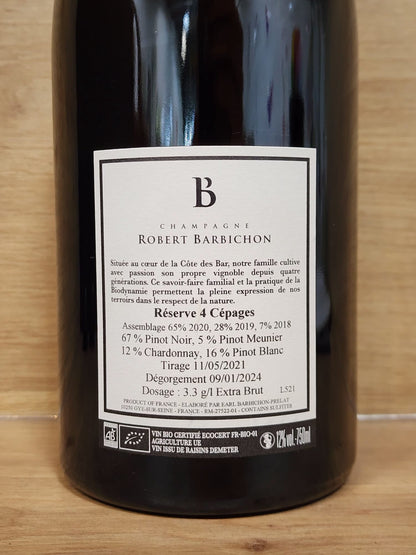 B
CHAMPAGNE
ROBERT BARBICHON
Située au cœur de la Côte des Bar, notre famille cultive
avec passion son propre vignoble depuis quatre
générations. Ce savoir-faire familial et la pratique de la
Biodynamie permettent la pleine expression de nos
terroirs dans le respect de la nature.
Réserve 4 Cépages
Assemblage 65% 2020, 28% 2019, 7% 2018
67 % Pinot Noir, 5 % Pinot Meunier
12 % Chardonnay, 16 % Pinot Blanc
Tirage 11/05/2021
Dégorgement 09/01/2024
Dosage : 3.3 g/l Extra Brut L521
PRODUCT OF FRANCE - ELABORÉ PAR EARL BARBICHON-PRELAT
10250 GYE-SUR-SEINE - FRANCE - RM-27522-01 - CONTAINS SULFITES
AB
VIN BIO CERTIFIÉ ECOCERT FR-BIO-01
AGRICULTURE UE
VIN ISSU DE RAISINS DEMETER
12% vol. - 750ml